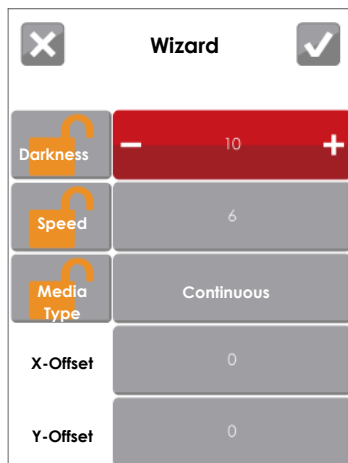 Wizard
Darkness
− 10 +
Speed
6
Media
Type
Continuous
X-Offset
0
Y-Offset
0